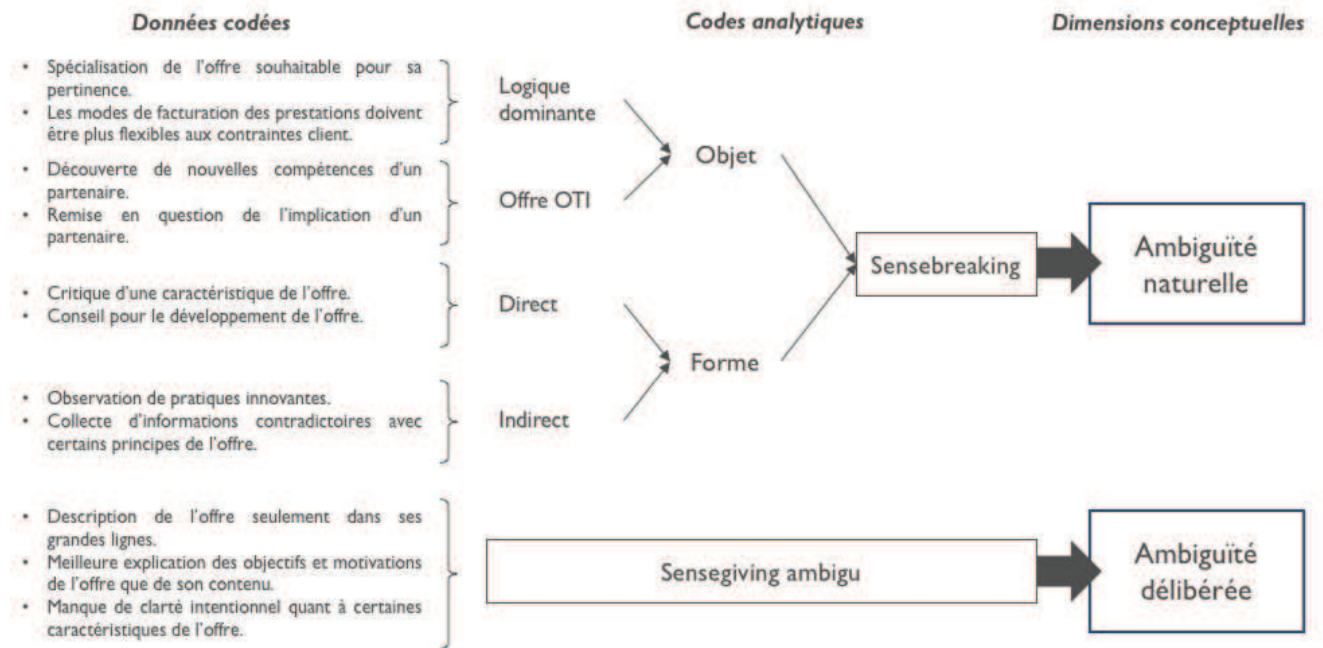 Données codées
Codes analytiques
Dimensions conceptuelles
• Spécialisation de l'offre souhaitable pour sa
pertinence.
• Les modes de facturation des prestations doivent
être plus flexibles aux contraintes client.
Logique
dominante
Objet
• Découverte de nouvelles compétences d'un
partenaire.
• Remise en question de l'implication d'un
partenaire.
Offre OTI
Sensebreaking
Ambiguïté
naturelle
• Critique d'une caractéristique de l'offre.
• Conseil pour le développement de l'offre.
Direct
Forme
• Observation de pratiques innovantes.
• Collecte d'informations contradictoires avec
certains principes de l'offre.
Indirect
• Description de l'offre seulement dans ses
grandes lignes.
• Meilleure explication des objectifs et motivations
de l'offre que de son contenu.
• Manque de clarté intentionnel quant à certaines
caractéristiques de l'offre.
Sensegiving ambigu
Ambiguïté
délibérée